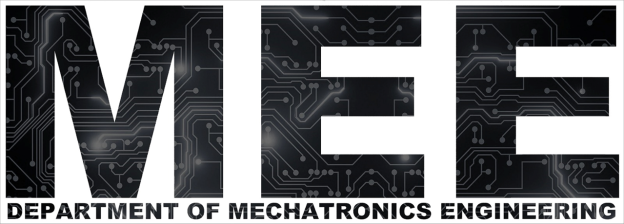 MEE
DEPARTMENT OF MECHATRONICS ENGINEERING